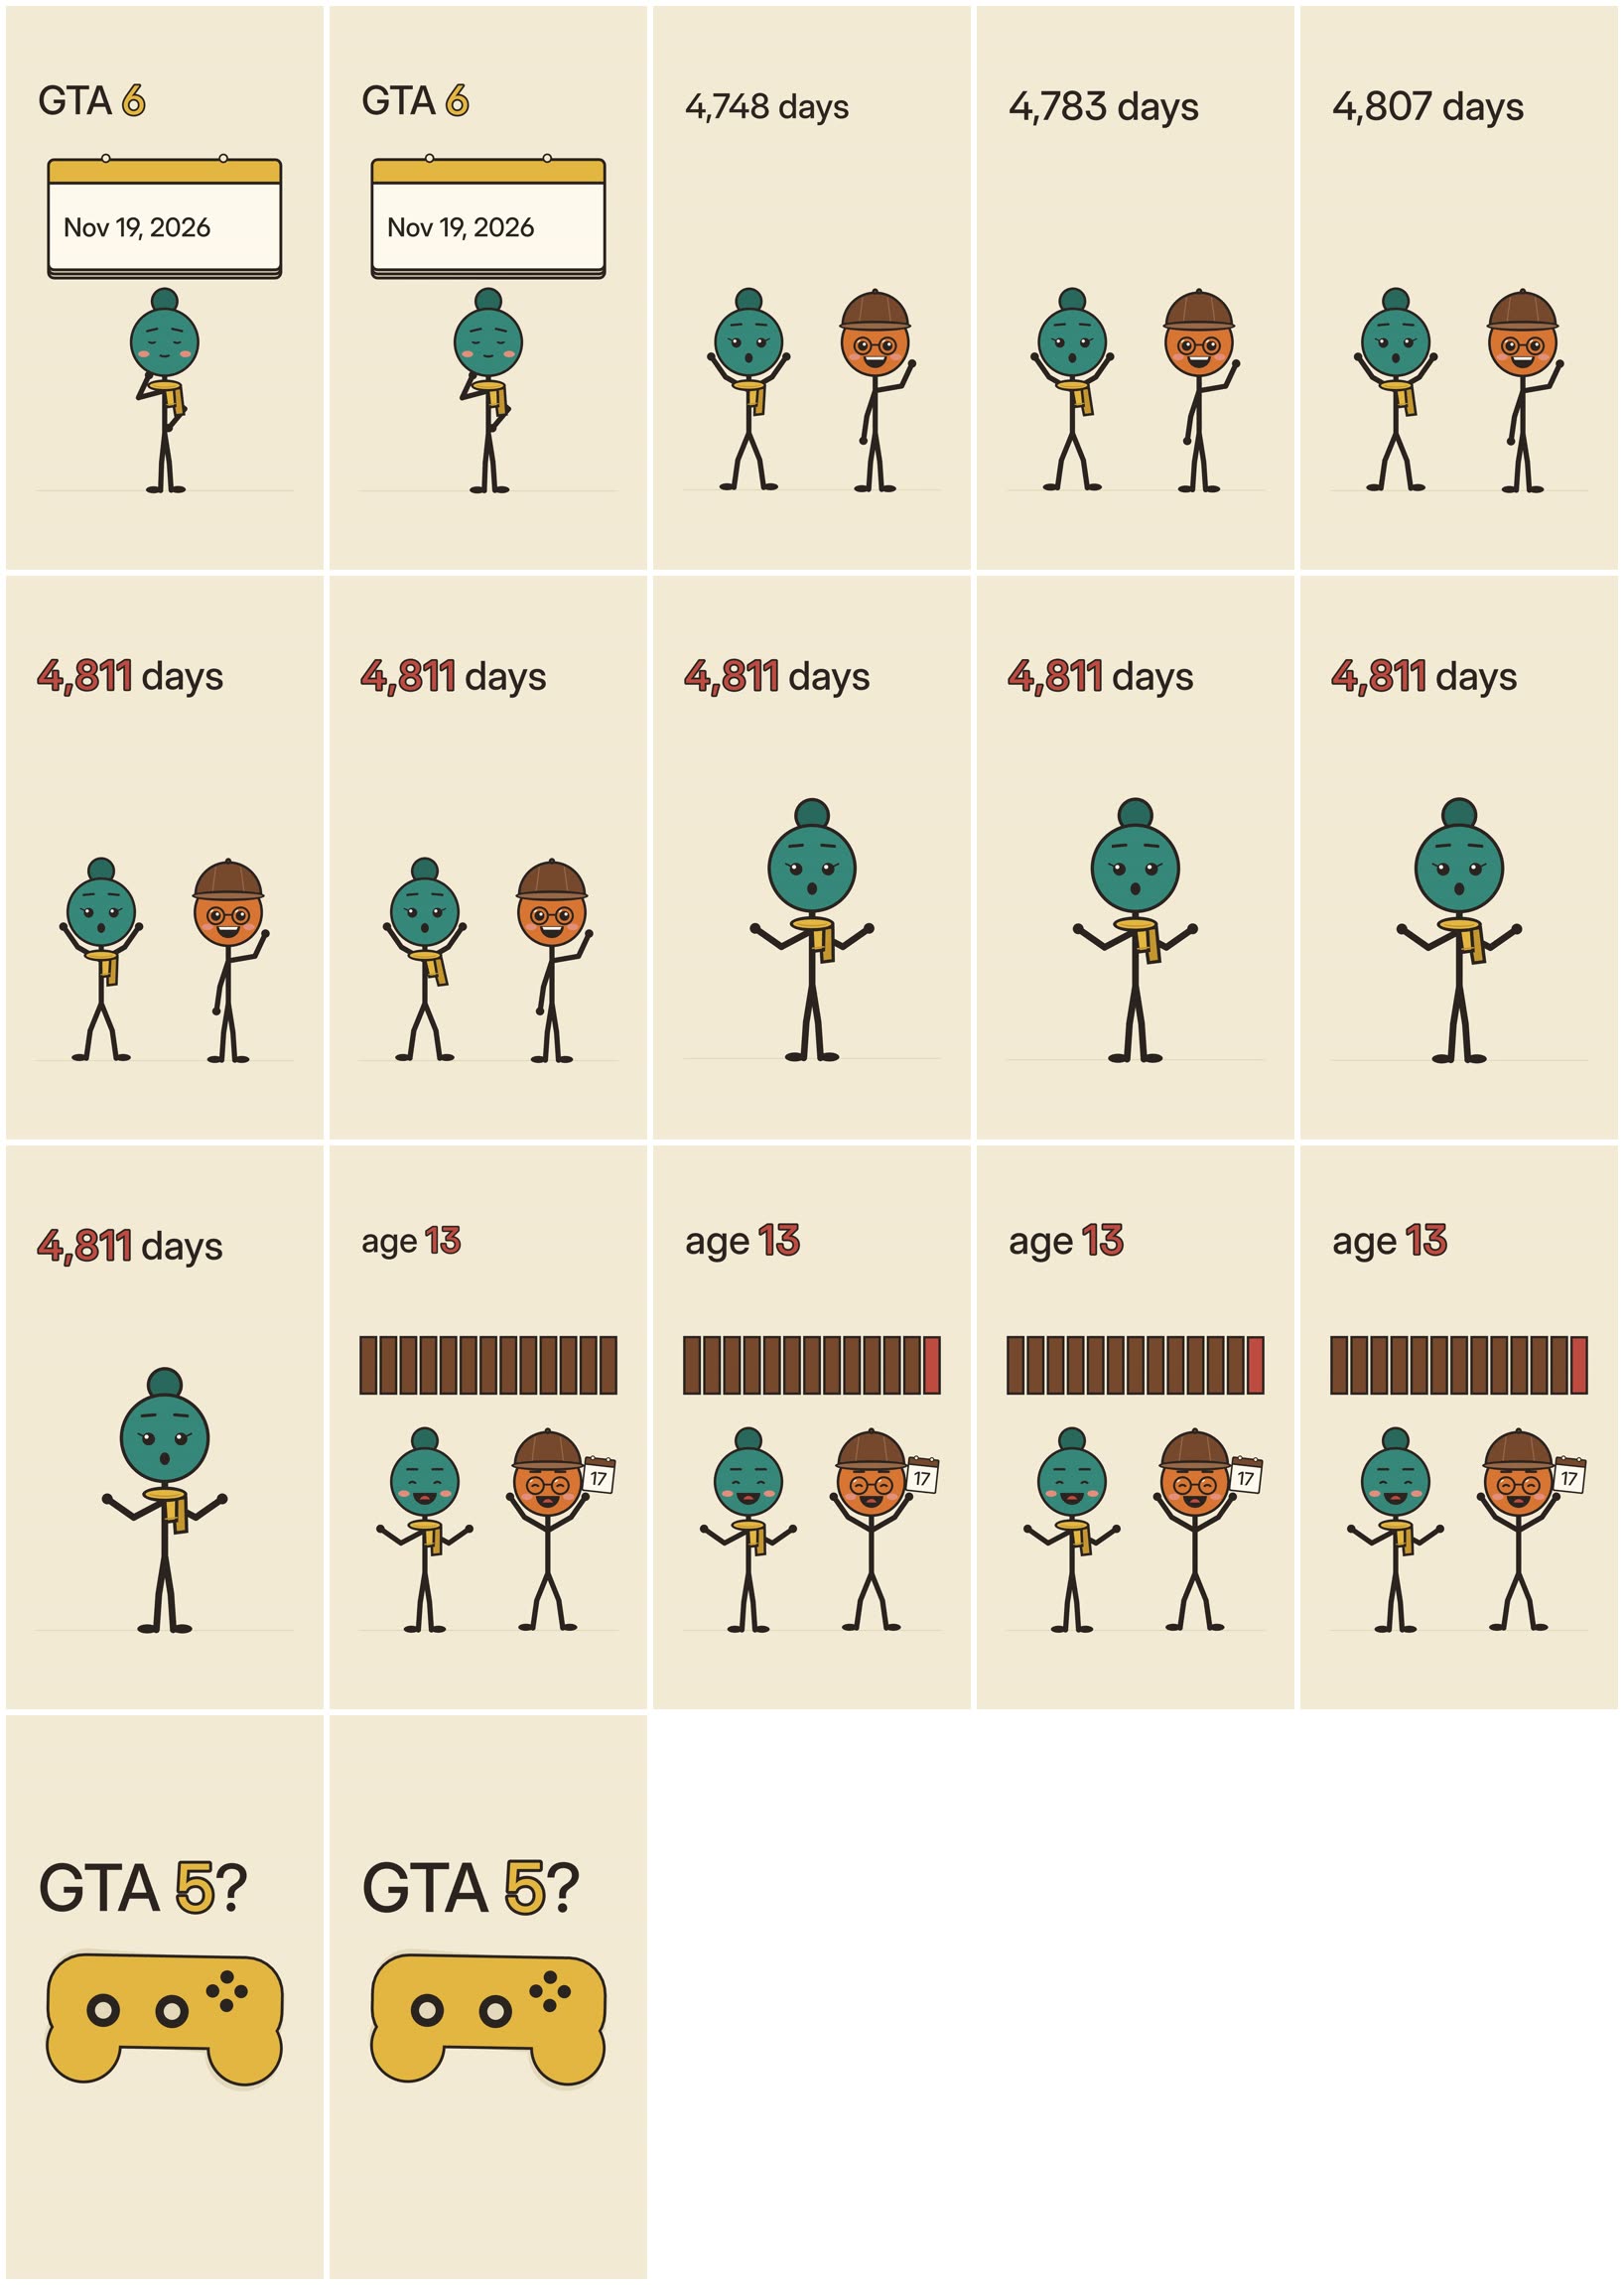 GTA 6
Nov 19, 2026
GTA 6
Nov 19, 2026
4,748 days
4,783 days
4,807 days
4,811 days
4,811 days
4,811 days
4,811 days
4,811 days
4,811 days
age 13
17
age 13
17
age 13
17
age 13
17
GTA 5?
GTA 5?